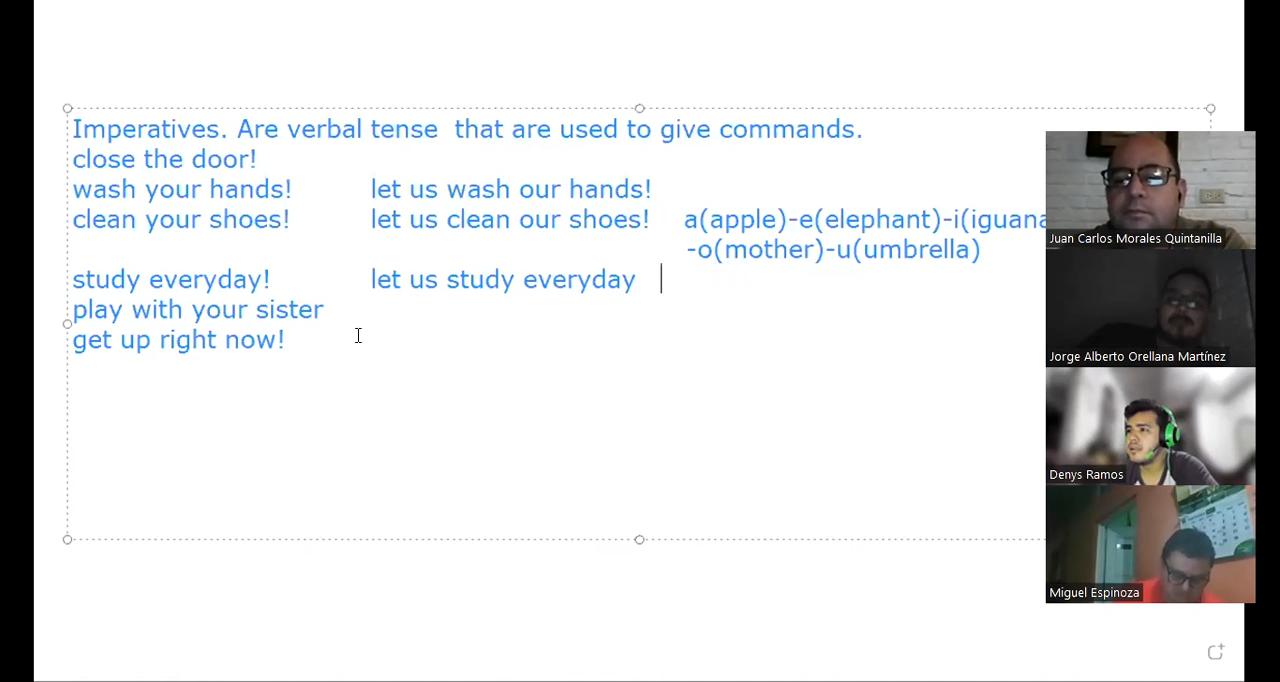 Imperatives. Are verbal tense  that are used to give commands.
close the door!
wash your hands!          let us wash our hands!
clean your shoes!          let us clean our shoes!    a(apple)-e(elephant)-i(iguana
-o(mother)-u(umbrella)
study everyday!             let us study everyday
play with your sister
get up right now!
Juan Carlos Morales Quintanilla
Jorge Alberto Orellana Martínez
Denys Ramos
Miguel Espinoza